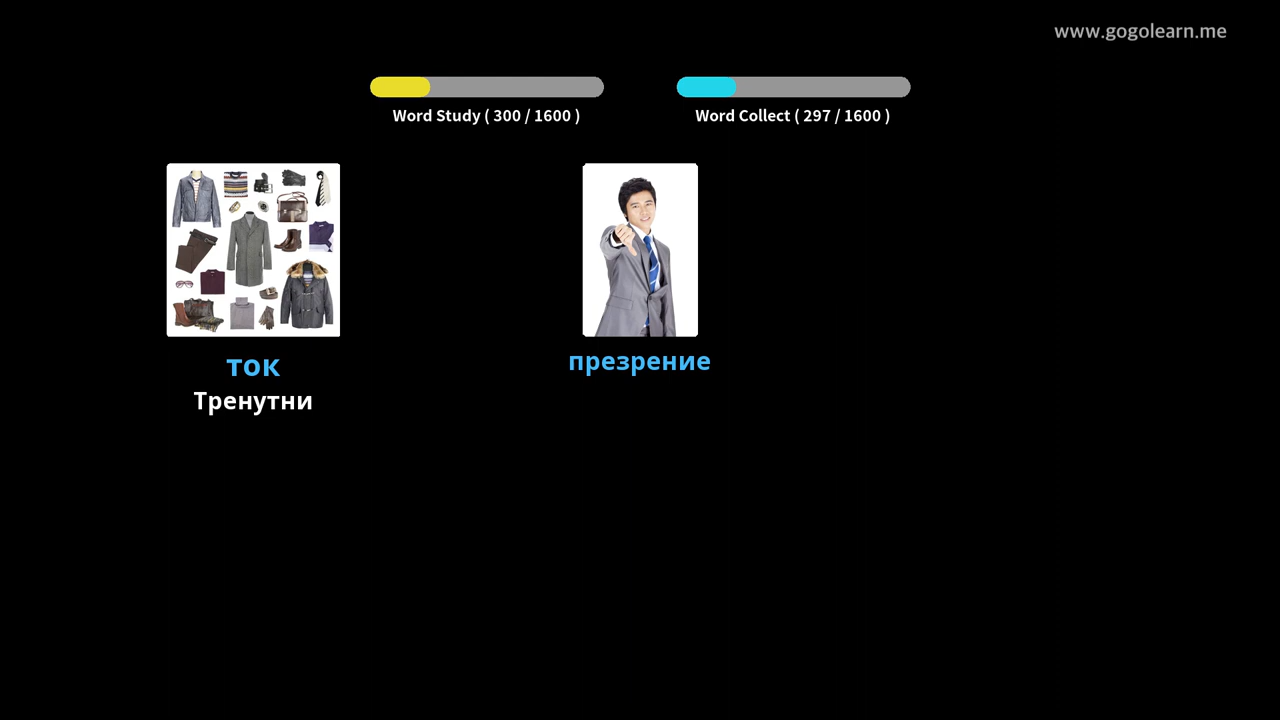 www.gogolearn.me
Word Study ( 300 / 1600 )
Word Collect ( 297 / 1600 )
ток
Тренутни
презрение